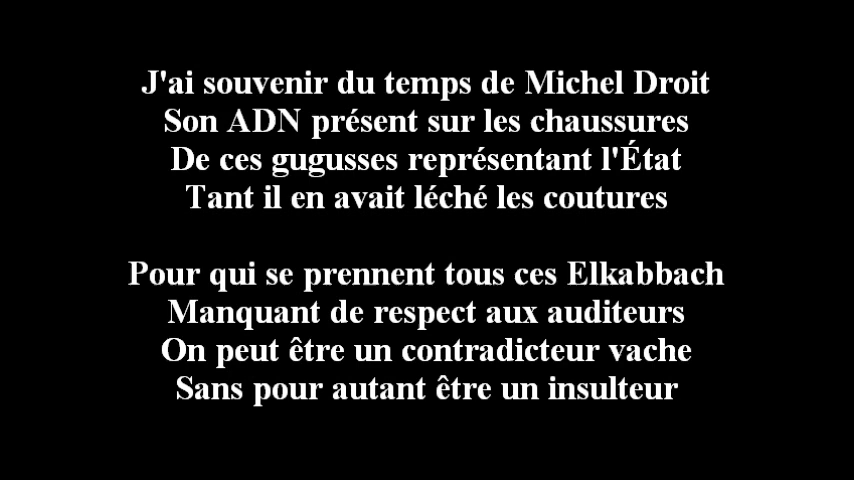 J'ai souvenir du temps de Michel Droit
Son ADN présent sur les chaussures
De ces gugusses représentant l'État
Tant il en avait léché les coutures
Pour qui se prennent tous ces Elkabbach
Manquant de respect aux auditeurs
On peut être un contradicteur vache
Sans pour autant être un insulteur